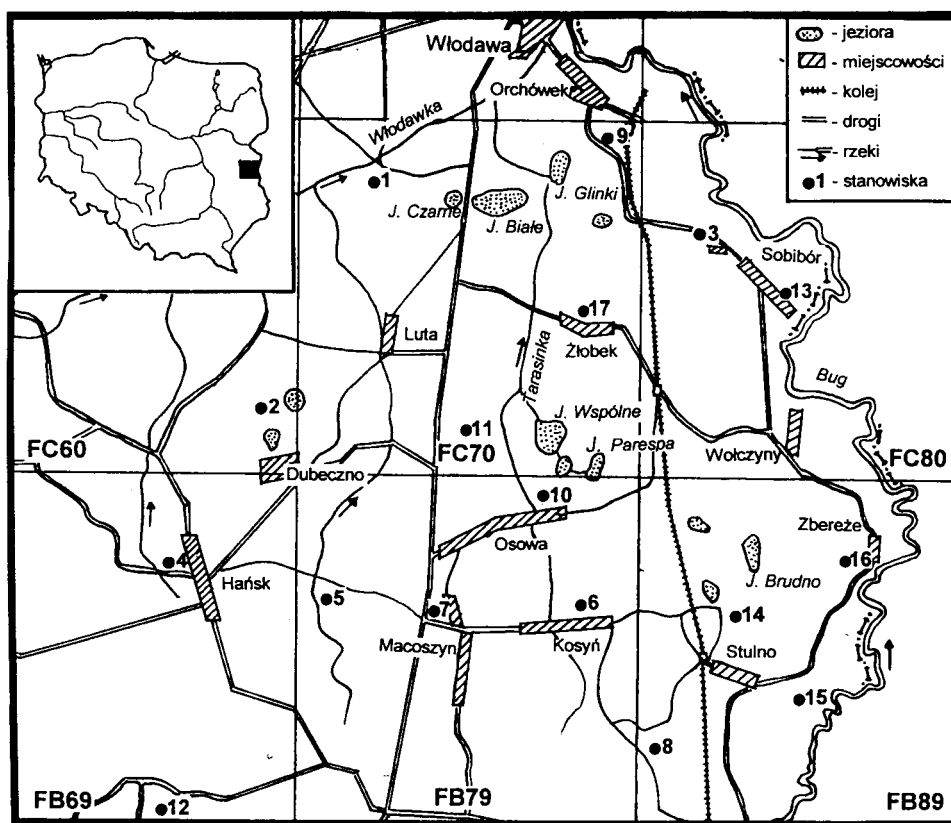 Włodawa
- jeziora
- miejscowości
- kolej
- drogi
- rzeki
1 - stanowiska
Orchówek
Włodawka
9
1
J. Czarne
J. Białe
J. Glinki
3
Sobibór
13
17
Żłobek
Luta
Tarasinka
Bug
2
J. Wspólne
11
J. Parespa
FC60
FC70
Wołczyny
FC80
Dubeczno
10
Zbereże
Osowa
4
16
J. Brudno
Hańsk
5
7
6
14
Macoszyn
Kosyń
Stulno
15
8
FB69
12
FB79
FB89